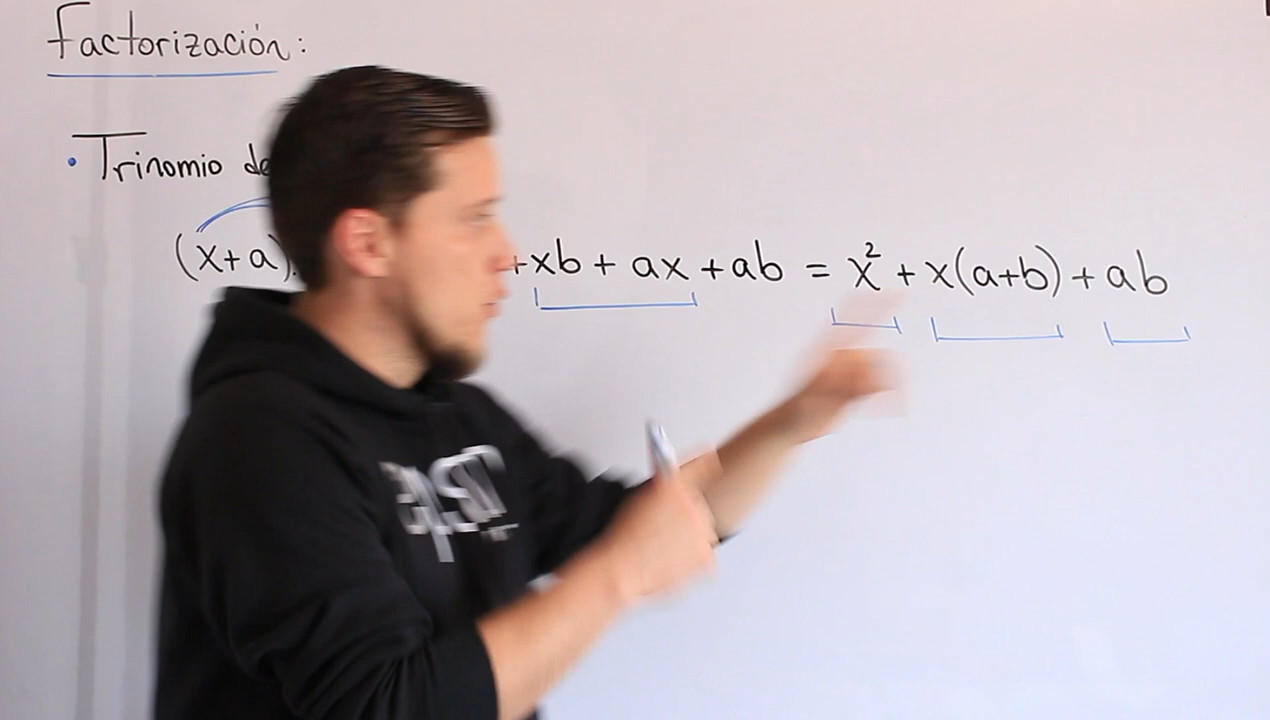 Factorización:
• Trinomio de
(x+a) +xb + ax + ab = x² + x(a+b) + ab